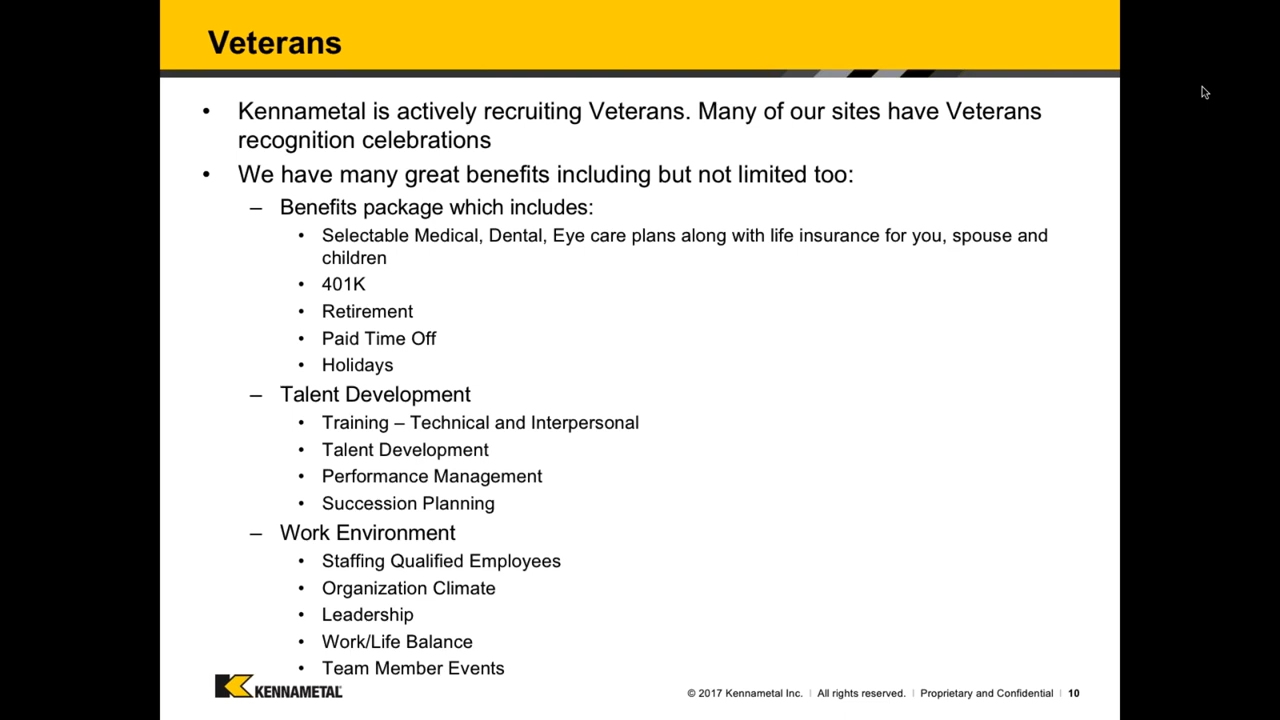 Veterans
• Kennametal is actively recruiting Veterans. Many of our sites have Veterans
recognition celebrations
• We have many great benefits including but not limited too:
– Benefits package which includes:
• Selectable Medical, Dental, Eye care plans along with life insurance for you, spouse and
children
• 401K
• Retirement
• Paid Time Off
• Holidays
– Talent Development
• Training – Technical and Interpersonal
• Talent Development
• Performance Management
• Succession Planning
– Work Environment
• Staffing Qualified Employees
• Organization Climate
• Leadership
• Work/Life Balance
• Team Member Events
KENNAMETAL
© 2017 Kennametal Inc. | All rights reserved. | Proprietary and Confidential | 10